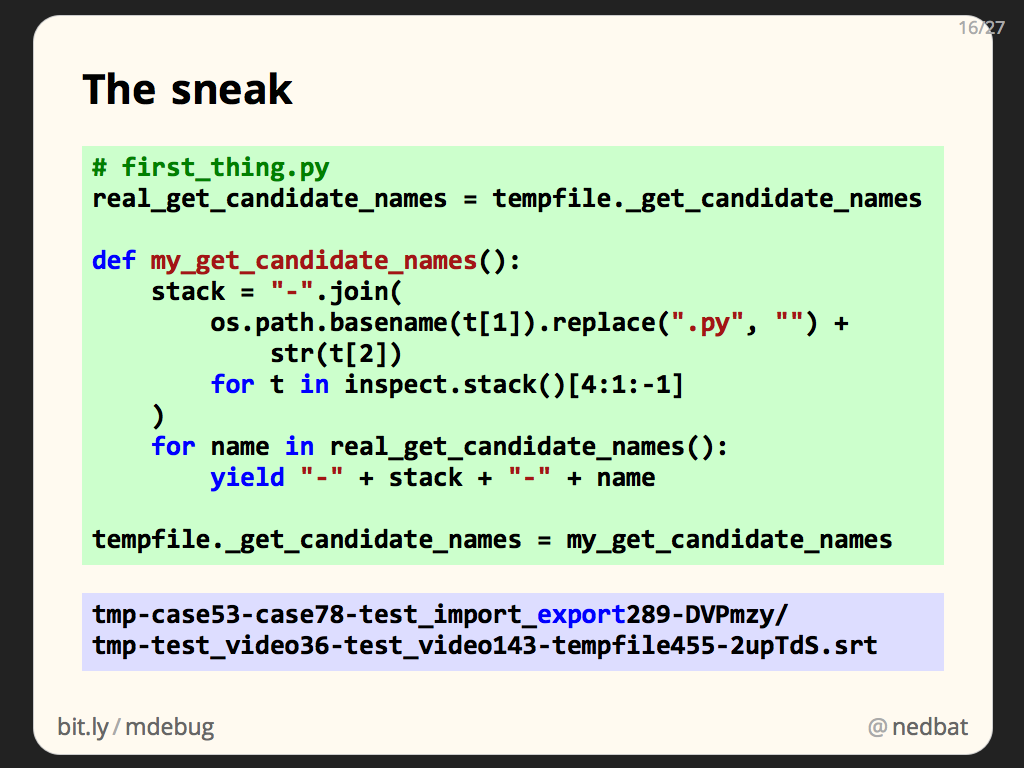 16/27
The sneak
# first_thing.py
real_get_candidate_names = tempfile._get_candidate_names
def my_get_candidate_names():
    stack = "-".join(
        os.path.basename(t[1]).replace(".py", "") +
            str(t[2])
        for t in inspect.stack()[4:1:-1]
    )
    for name in real_get_candidate_names():
        yield "-" + stack + "-" + name
tempfile._get_candidate_names = my_get_candidate_names
tmp-case53-case78-test_import_export289-DVPmzy/
tmp-test_video36-test_video143-tempfile455-2upTdS.srt
bit.ly/mdebug
@nedbat